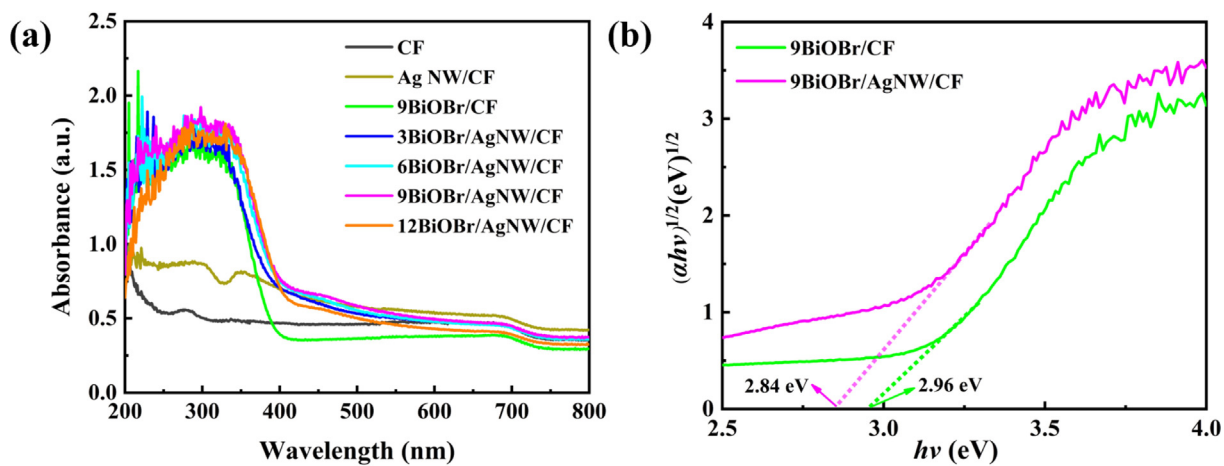 (a)
2.5
2.0
1.5
1.0
0.5
0.0
Absorbance (a.u.)
CF
Ag NW/CF
9BiOBr/CF
3BiOBr/AgNW/CF
6BiOBr/AgNW/CF
9BiOBr/AgNW/CF
12BiOBr/AgNW/CF
200 300 400 500 600 700 800
Wavelength (nm)
(b)
4
3
2
1
0
(αhν)1/2(eV)1/2
9BiOBr/CF
9BiOBr/AgNW/CF
2.84 eV
2.96 eV
2.5 3.0 3.5 4.0
hν (eV)